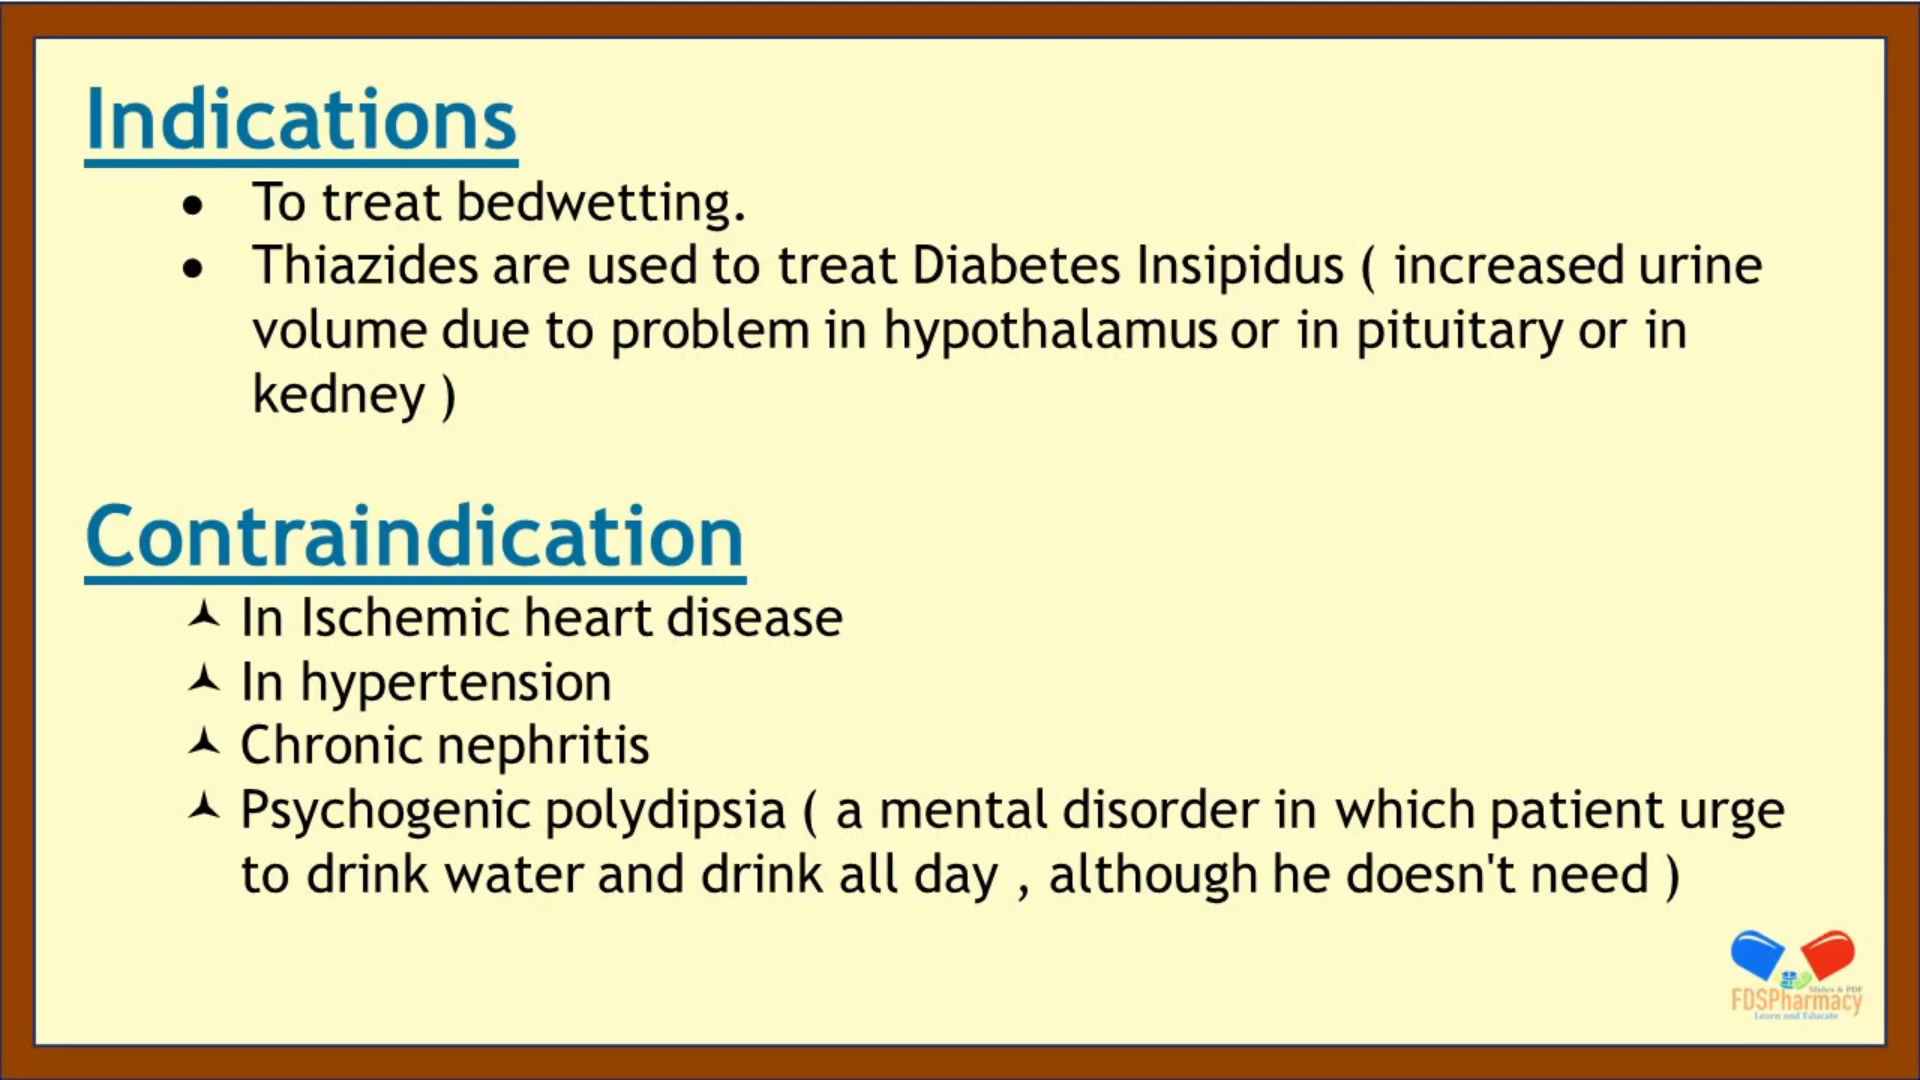 Indications
• To treat bedwetting.
• Thiazides are used to treat Diabetes Insipidus ( increased urine
volume due to problem in hypothalamus or in pituitary or in
kedney )
Contraindication
In Ischemic heart disease
In hypertension
Chronic nephritis
Psychogenic polydipsia ( a mental disorder in which patient urge
to drink water and drink all day , although he doesn't need )
Slides & PDF
FDSPharmacy
Learn and Educate